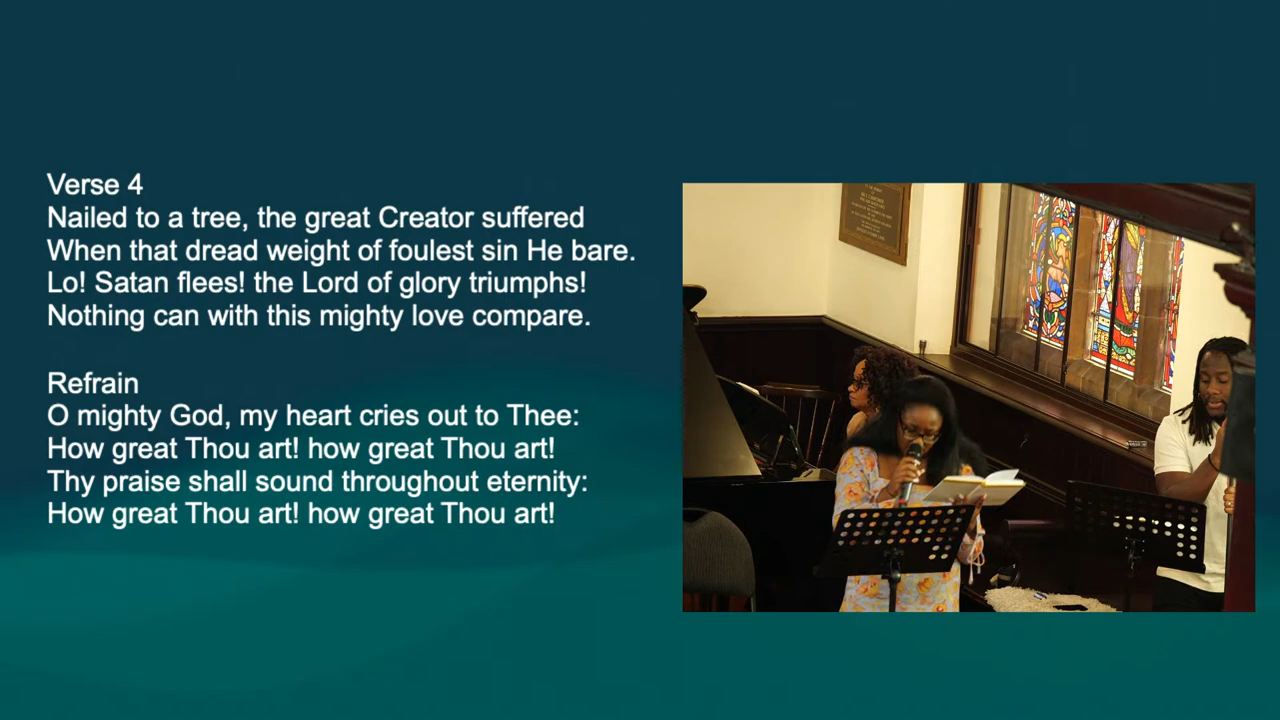 Verse 4
Nailed to a tree, the great Creator suffered
When that dread weight of foulest sin He bare.
Lo! Satan flees! the Lord of glory triumphs!
Nothing can with this mighty love compare.
Refrain
O mighty God, my heart cries out to Thee:
How great Thou art! how great Thou art!
Thy praise shall sound throughout eternity:
How great Thou art! how great Thou art!